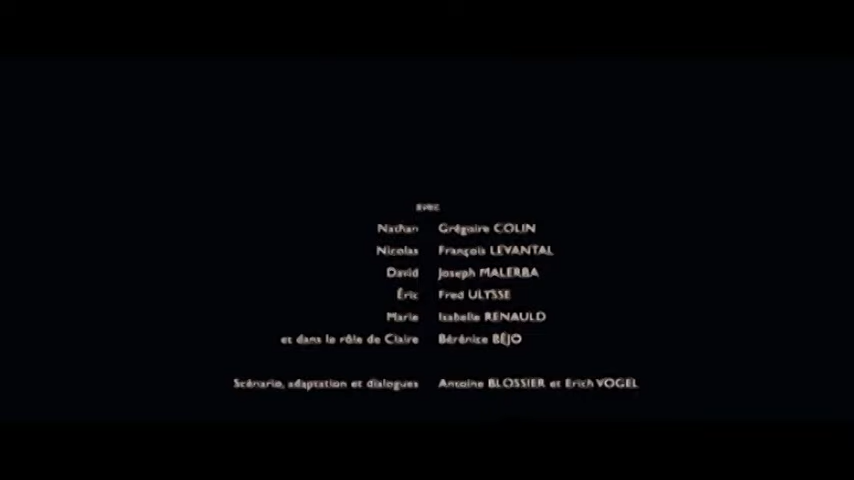 avec
Nathan Grégoire COLIN
Nicolas François LEVANTAL
David Joseph MALERBA
Éric Fred ULYSSE
Marie Isabelle RENAULD
et dans le rôle de Claire Bérénice BÉJO
Scénario, adaptation et dialogues Antoine BLOSSIER et Erich VOGEL